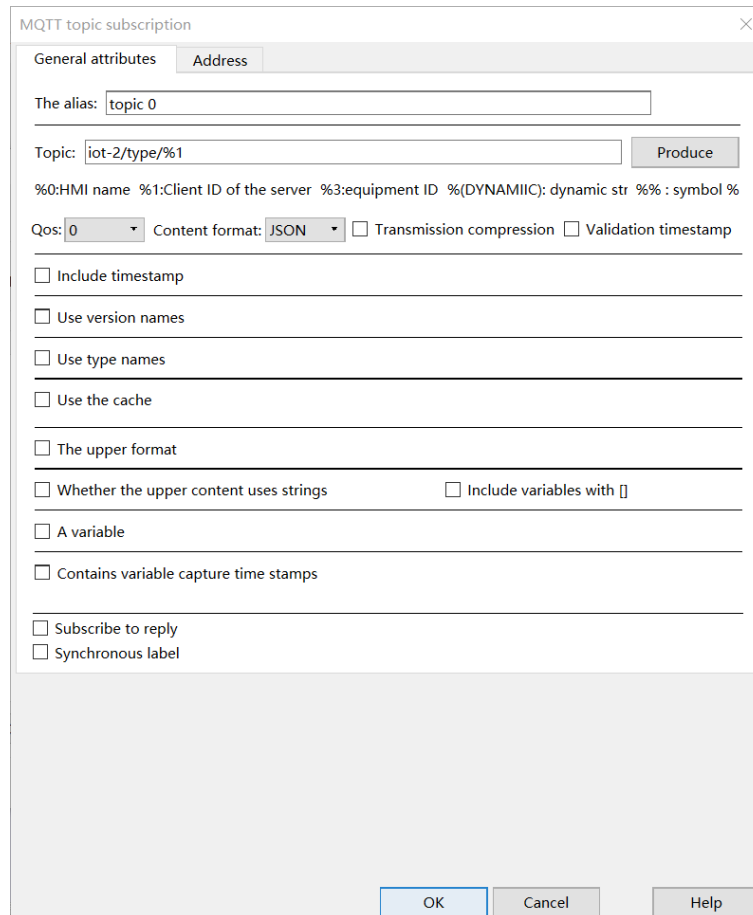 MQTT topic subscription
General attributes Address
The alias: topic 0
Topic: iot-2/type/%1 Produce
%0:HMI name %1:Client ID of the server %3:equipment ID %(DYNAMIIC): dynamic str %% : symbol %
Qos: 0 Content format: JSON Transmission compression Validation timestamp
Include timestamp
Use version names
Use type names
Use the cache
The upper format
Whether the upper content uses strings Include variables with []
A variable
Contains variable capture time stamps
Subscribe to reply
Synchronous label
OK Cancel Help